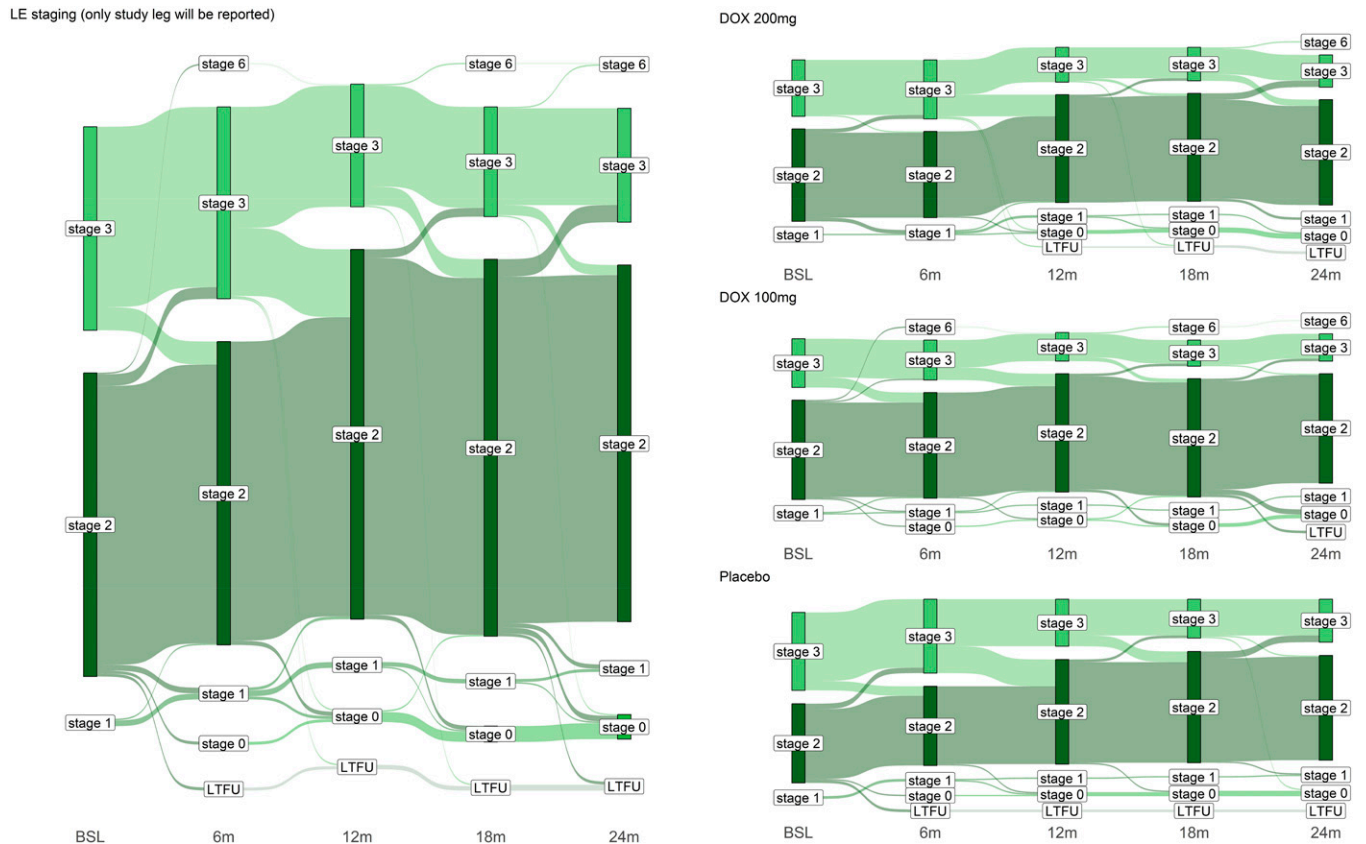 LE staging (only study leg will be reported)
stage 6 stage 6 stage 6
stage 3 stage 3 stage 3 stage 3 stage 3
stage 2 stage 2 stage 2 stage 2 stage 2
stage 1 stage 1 stage 1 stage 1 stage 1
stage 0 stage 0 stage 0 stage 0
LTFU LTFU LTFU LTFU
BSL 6m 12m 18m 24m
DOX 200mg
stage 6
stage 3 stage 3 stage 3 stage 3 stage 3
stage 2 stage 2 stage 2 stage 2 stage 2
stage 1 stage 1 stage 1 stage 1 stage 1
stage 0 stage 0 stage 0
LTFU LTFU LTFU
BSL 6m 12m 18m 24m
DOX 100mg
stage 6 stage 6 stage 6
stage 3 stage 3 stage 3 stage 3 stage 3
stage 2 stage 2 stage 2 stage 2 stage 2
stage 1 stage 1 stage 1 stage 1 stage 1
stage 0 stage 0 stage 0 stage 0
LTFU
BSL 6m 12m 18m 24m
Placebo
stage 3 stage 3 stage 3 stage 3 stage 3
stage 2 stage 2 stage 2 stage 2 stage 2
stage 1 stage 1 stage 1 stage 1 stage 1
stage 0 stage 0 stage 0 stage 0
LTFU LTFU LTFU LTFU
BSL 6m 12m 18m 24m